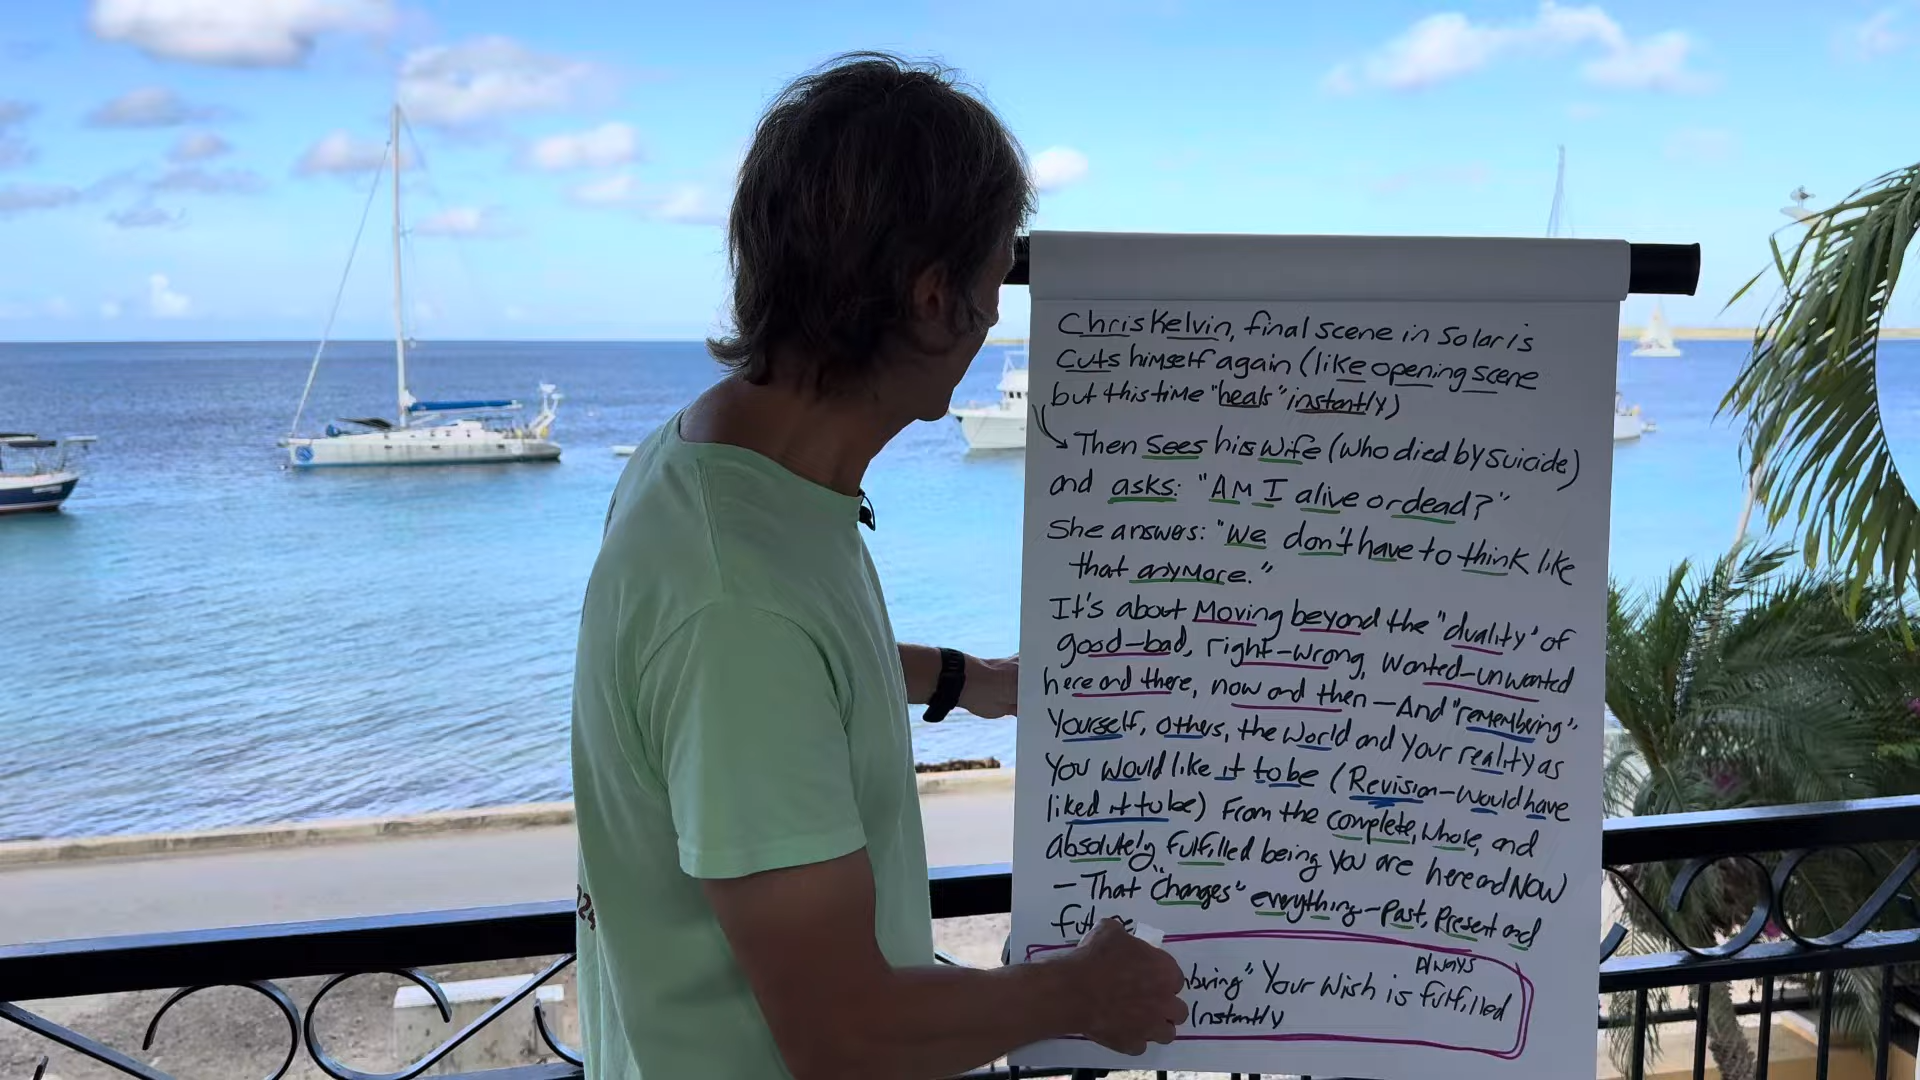 Chris Kelvin, final scene in Solaris
cuts himself again (like opening scene
but this time "heals" instantly)
Then sees his wife (who died by suicide)
and asks: "AM I alive or dead?"
She answers: "We don't have to think like
that anymore."
It's about Moving beyond the "duality" of
good-bad, right-wrong, wanted-unwanted
here and there, now and then - And "remembering"
Yourself, others, the world and your reality as
You would like it to be (Revision-would have
liked it to be) From the complete, whole, and
absolutely fulfilled being you are here and NOW
- That "Changes" everything - Past, Present and
Always
Your Wish is fulfilled
Instantly
024